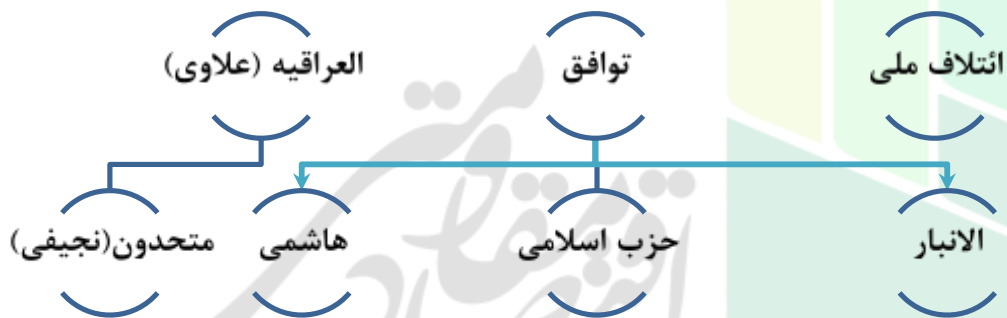 ائتلاف ملی
توافق
العراقیه (علاوی)
الانبار
حزب اسلامی
هاشمی
متحدون(نجیفی)